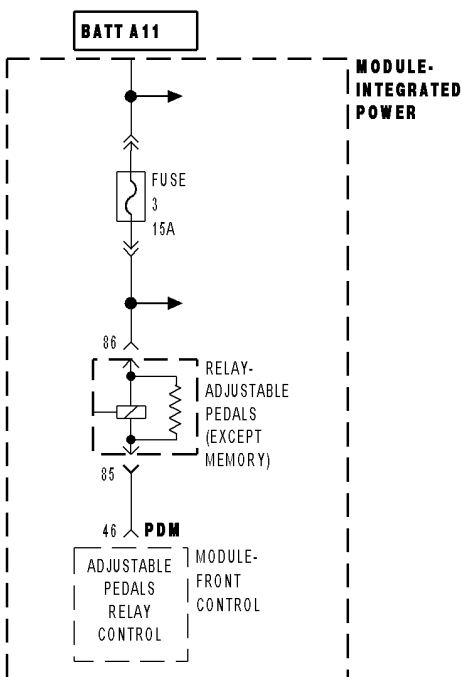 BATT A11
MODULE-
INTEGRATED
POWER
FUSE
3
15A
86
RELAY-
ADJUSTABLE
PEDALS
(EXCEPT
MEMORY)
85
46 PDM
ADJUSTABLE
PEDALS
RELAY
CONTROL
MODULE-
FRONT
CONTROL